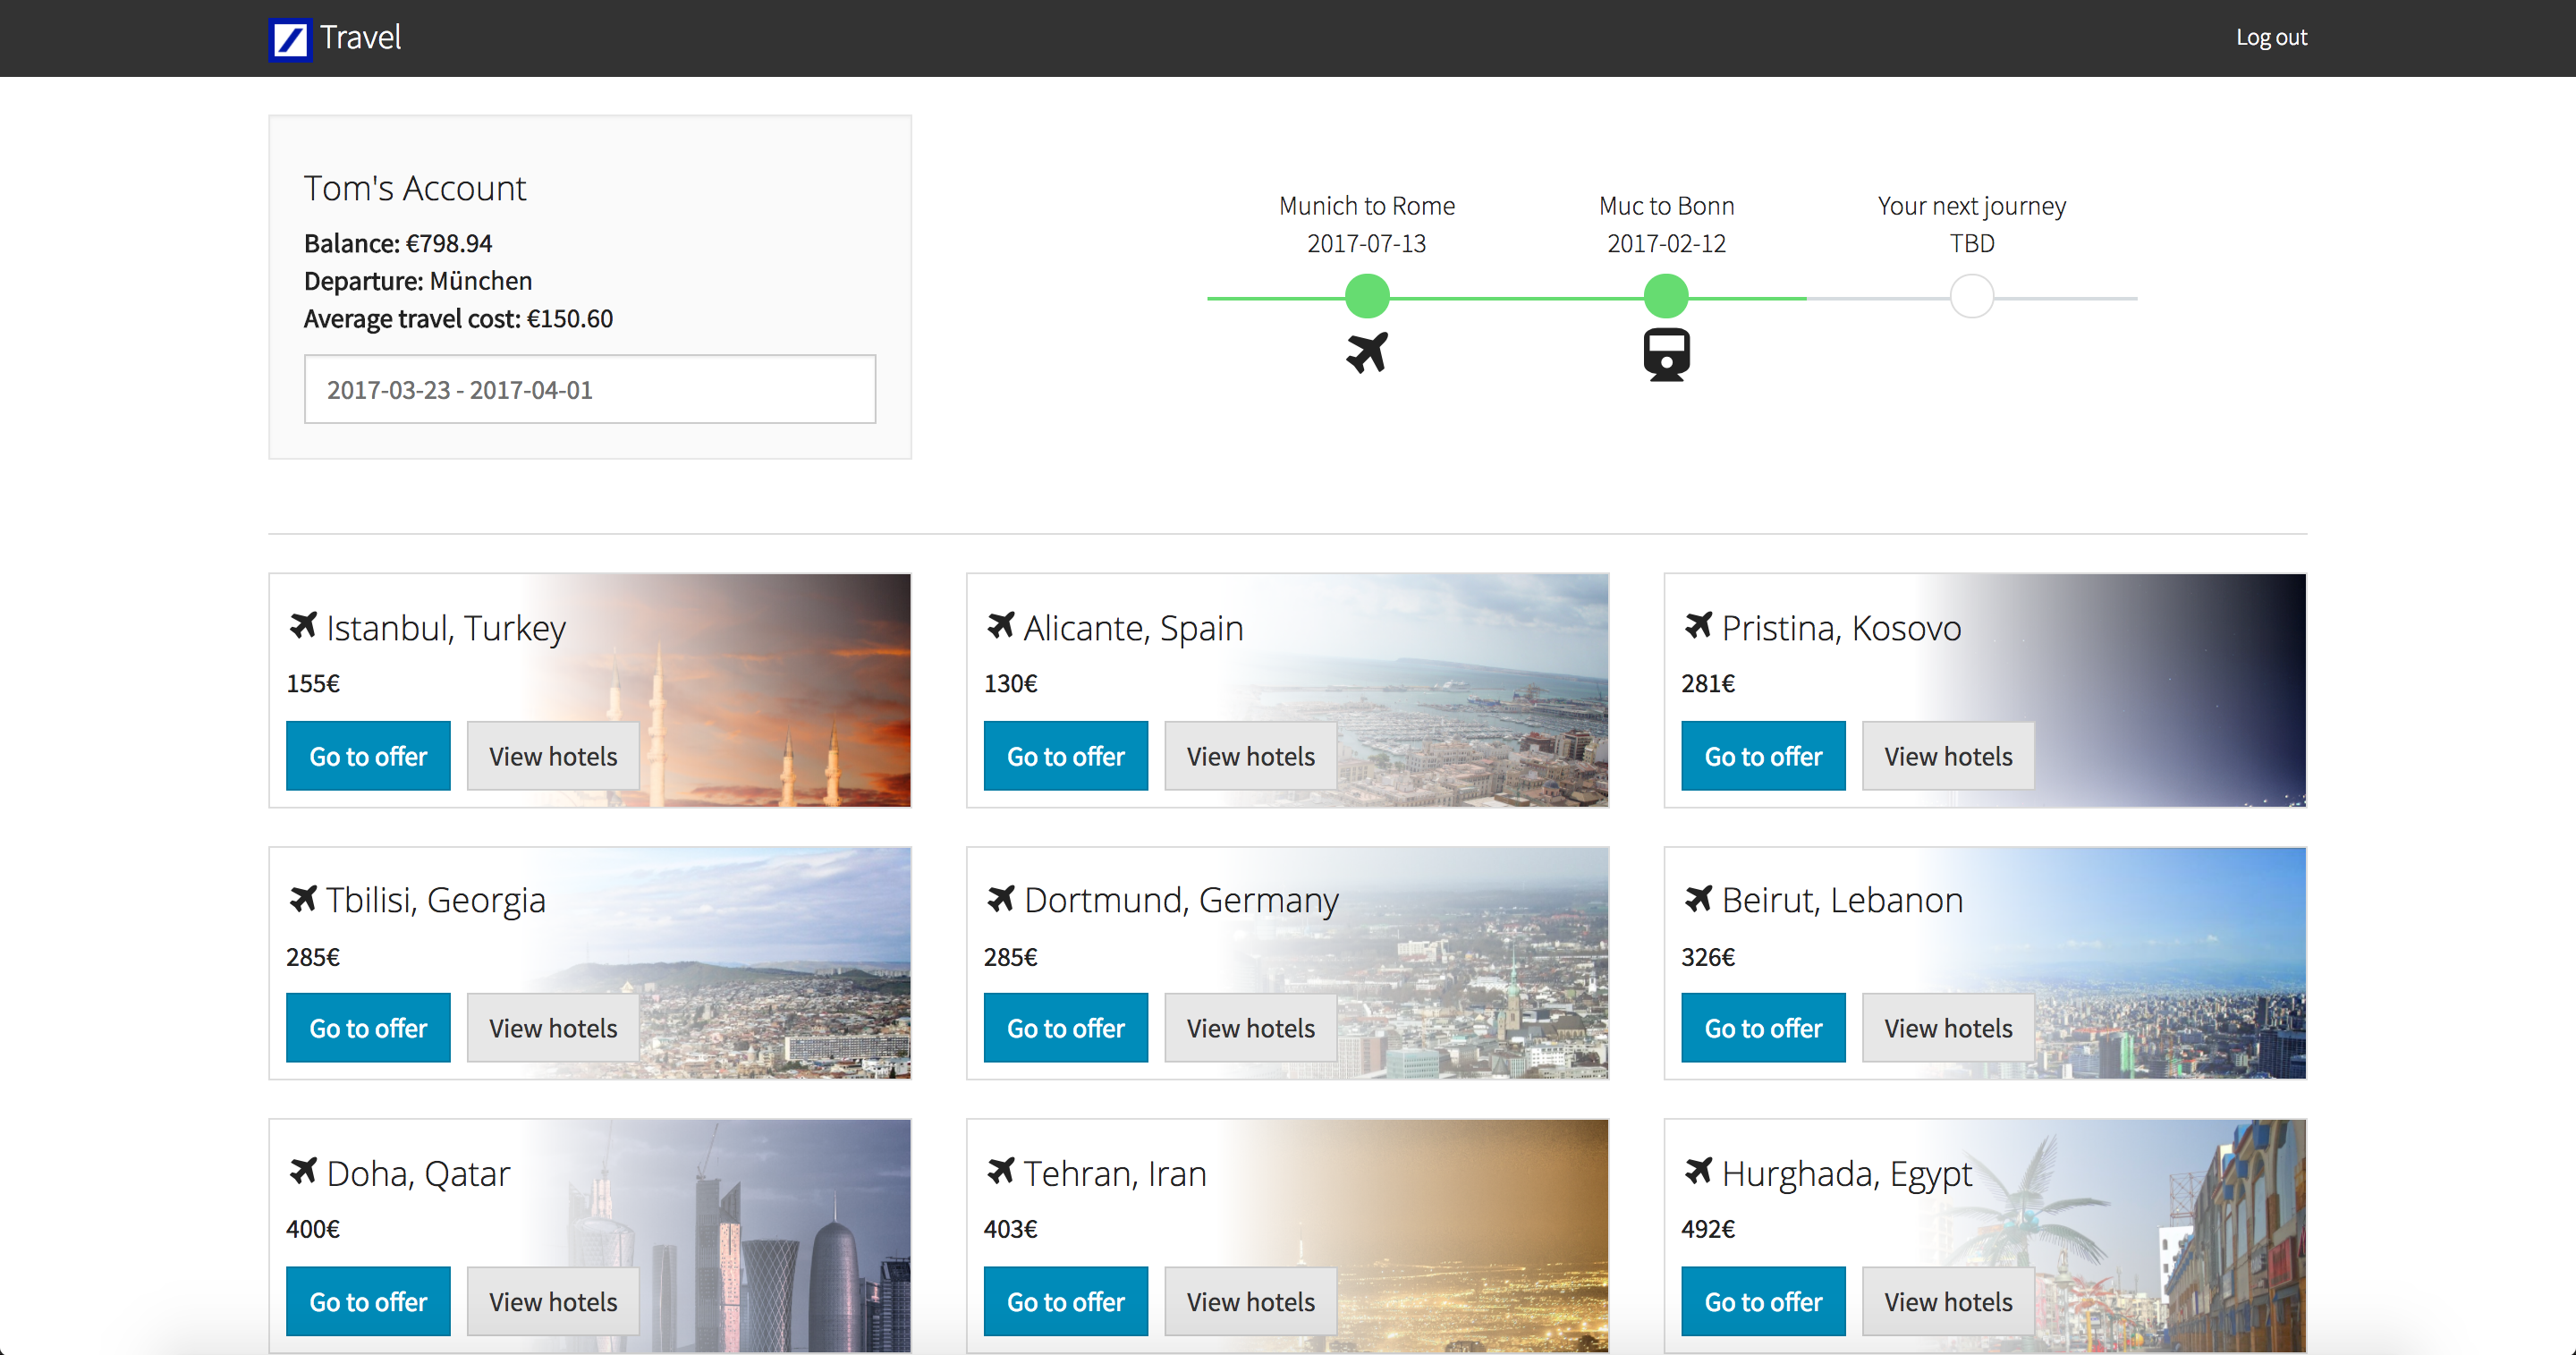 Travel
Log out
Tom's Account
Balance: €798.94
Departure: München
Average travel cost: €150.60
2017-03-23 - 2017-04-01
Munich to Rome
2017-07-13
Muc to Bonn
2017-02-12
Your next journey
TBD
Istanbul, Turkey
155€
Go to offer
View hotels
Alicante, Spain
130€
Go to offer
View hotels
Pristina, Kosovo
281€
Go to offer
View hotels
Tbilisi, Georgia
285€
Go to offer
View hotels
Dortmund, Germany
285€
Go to offer
View hotels
Beirut, Lebanon
326€
Go to offer
View hotels
Doha, Qatar
400€
Go to offer
View hotels
Tehran, Iran
403€
Go to offer
View hotels
Hurghada, Egypt
492€
Go to offer
View hotels